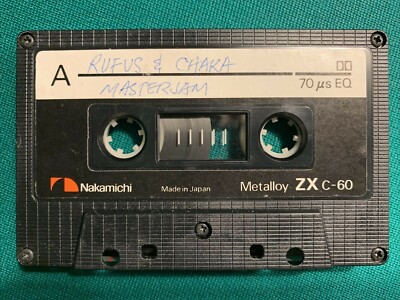 A RUFUS & CHAKA
MASTERJAM
70 µs EQ
Nakamichi Made in Japan Metalloy ZX C-60